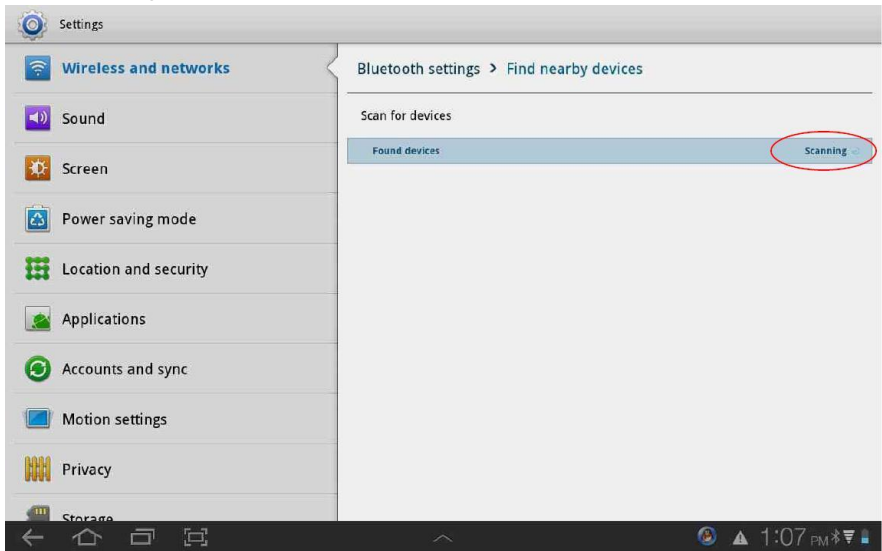 Settings
Wireless and networks
Sound
Screen
Power saving mode
Location and security
Applications
Accounts and sync
Motion settings
Privacy
Storage
Bluetooth settings > Find nearby devices
Scan for devices
Found devices Scanning
1:07 PM